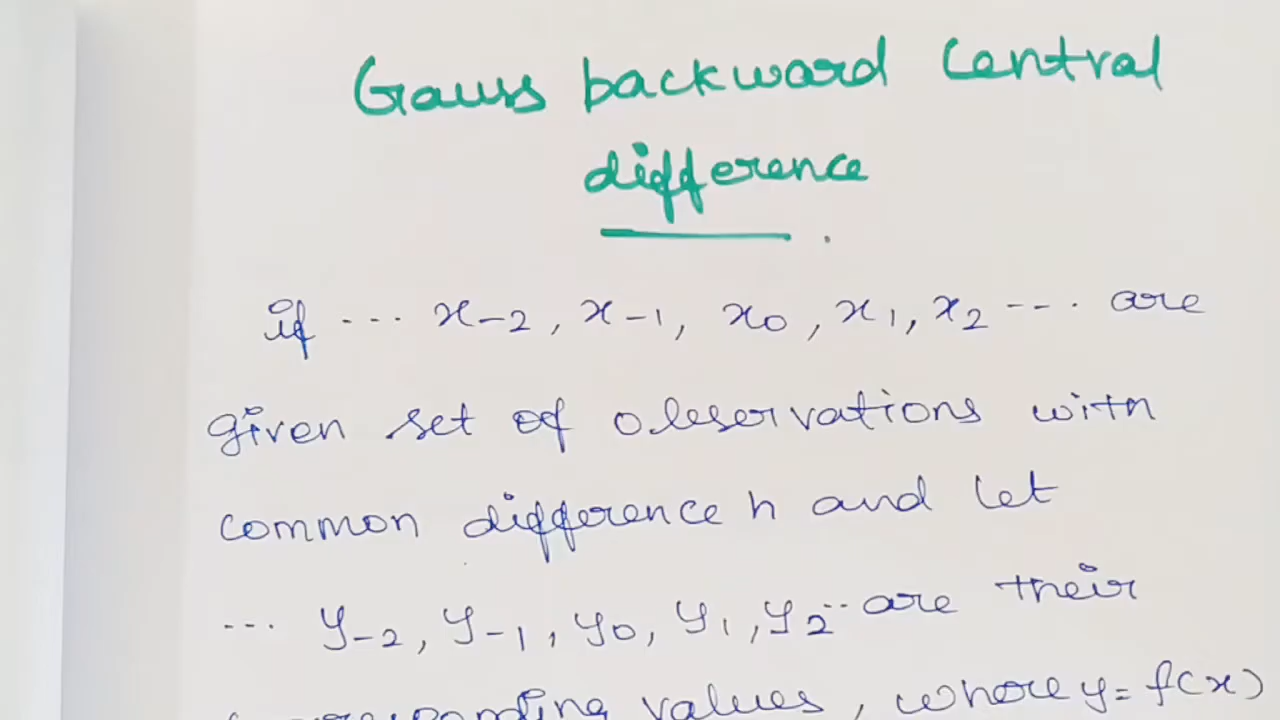 Gauss backward central
difference
if ... x-2, x-1, x0, x1, x2 .... are
given set of observations with
common difference h and let
... y-2, y-1, y0, y1, y2 .. are their
corresponding values, where y = f(x)